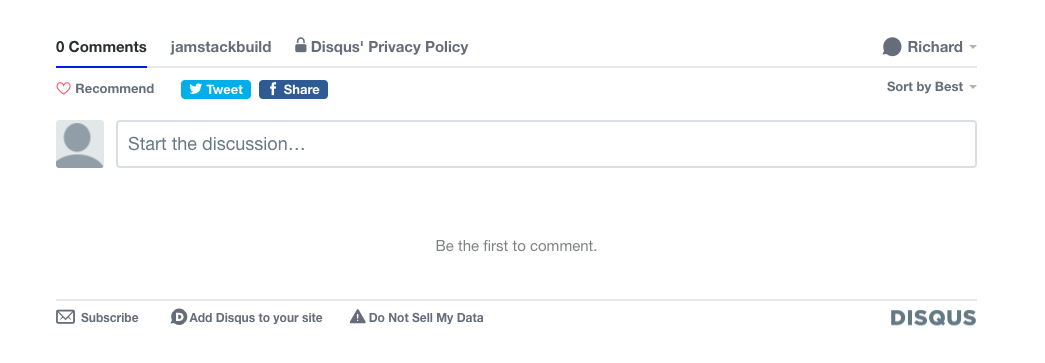 0 Comments jamstackbuild Disqus' Privacy Policy Richard
Recommend Tweet Share Sort by Best
Start the discussion…
Be the first to comment.
Subscribe Add Disqus to your site Do Not Sell My Data DISQUS